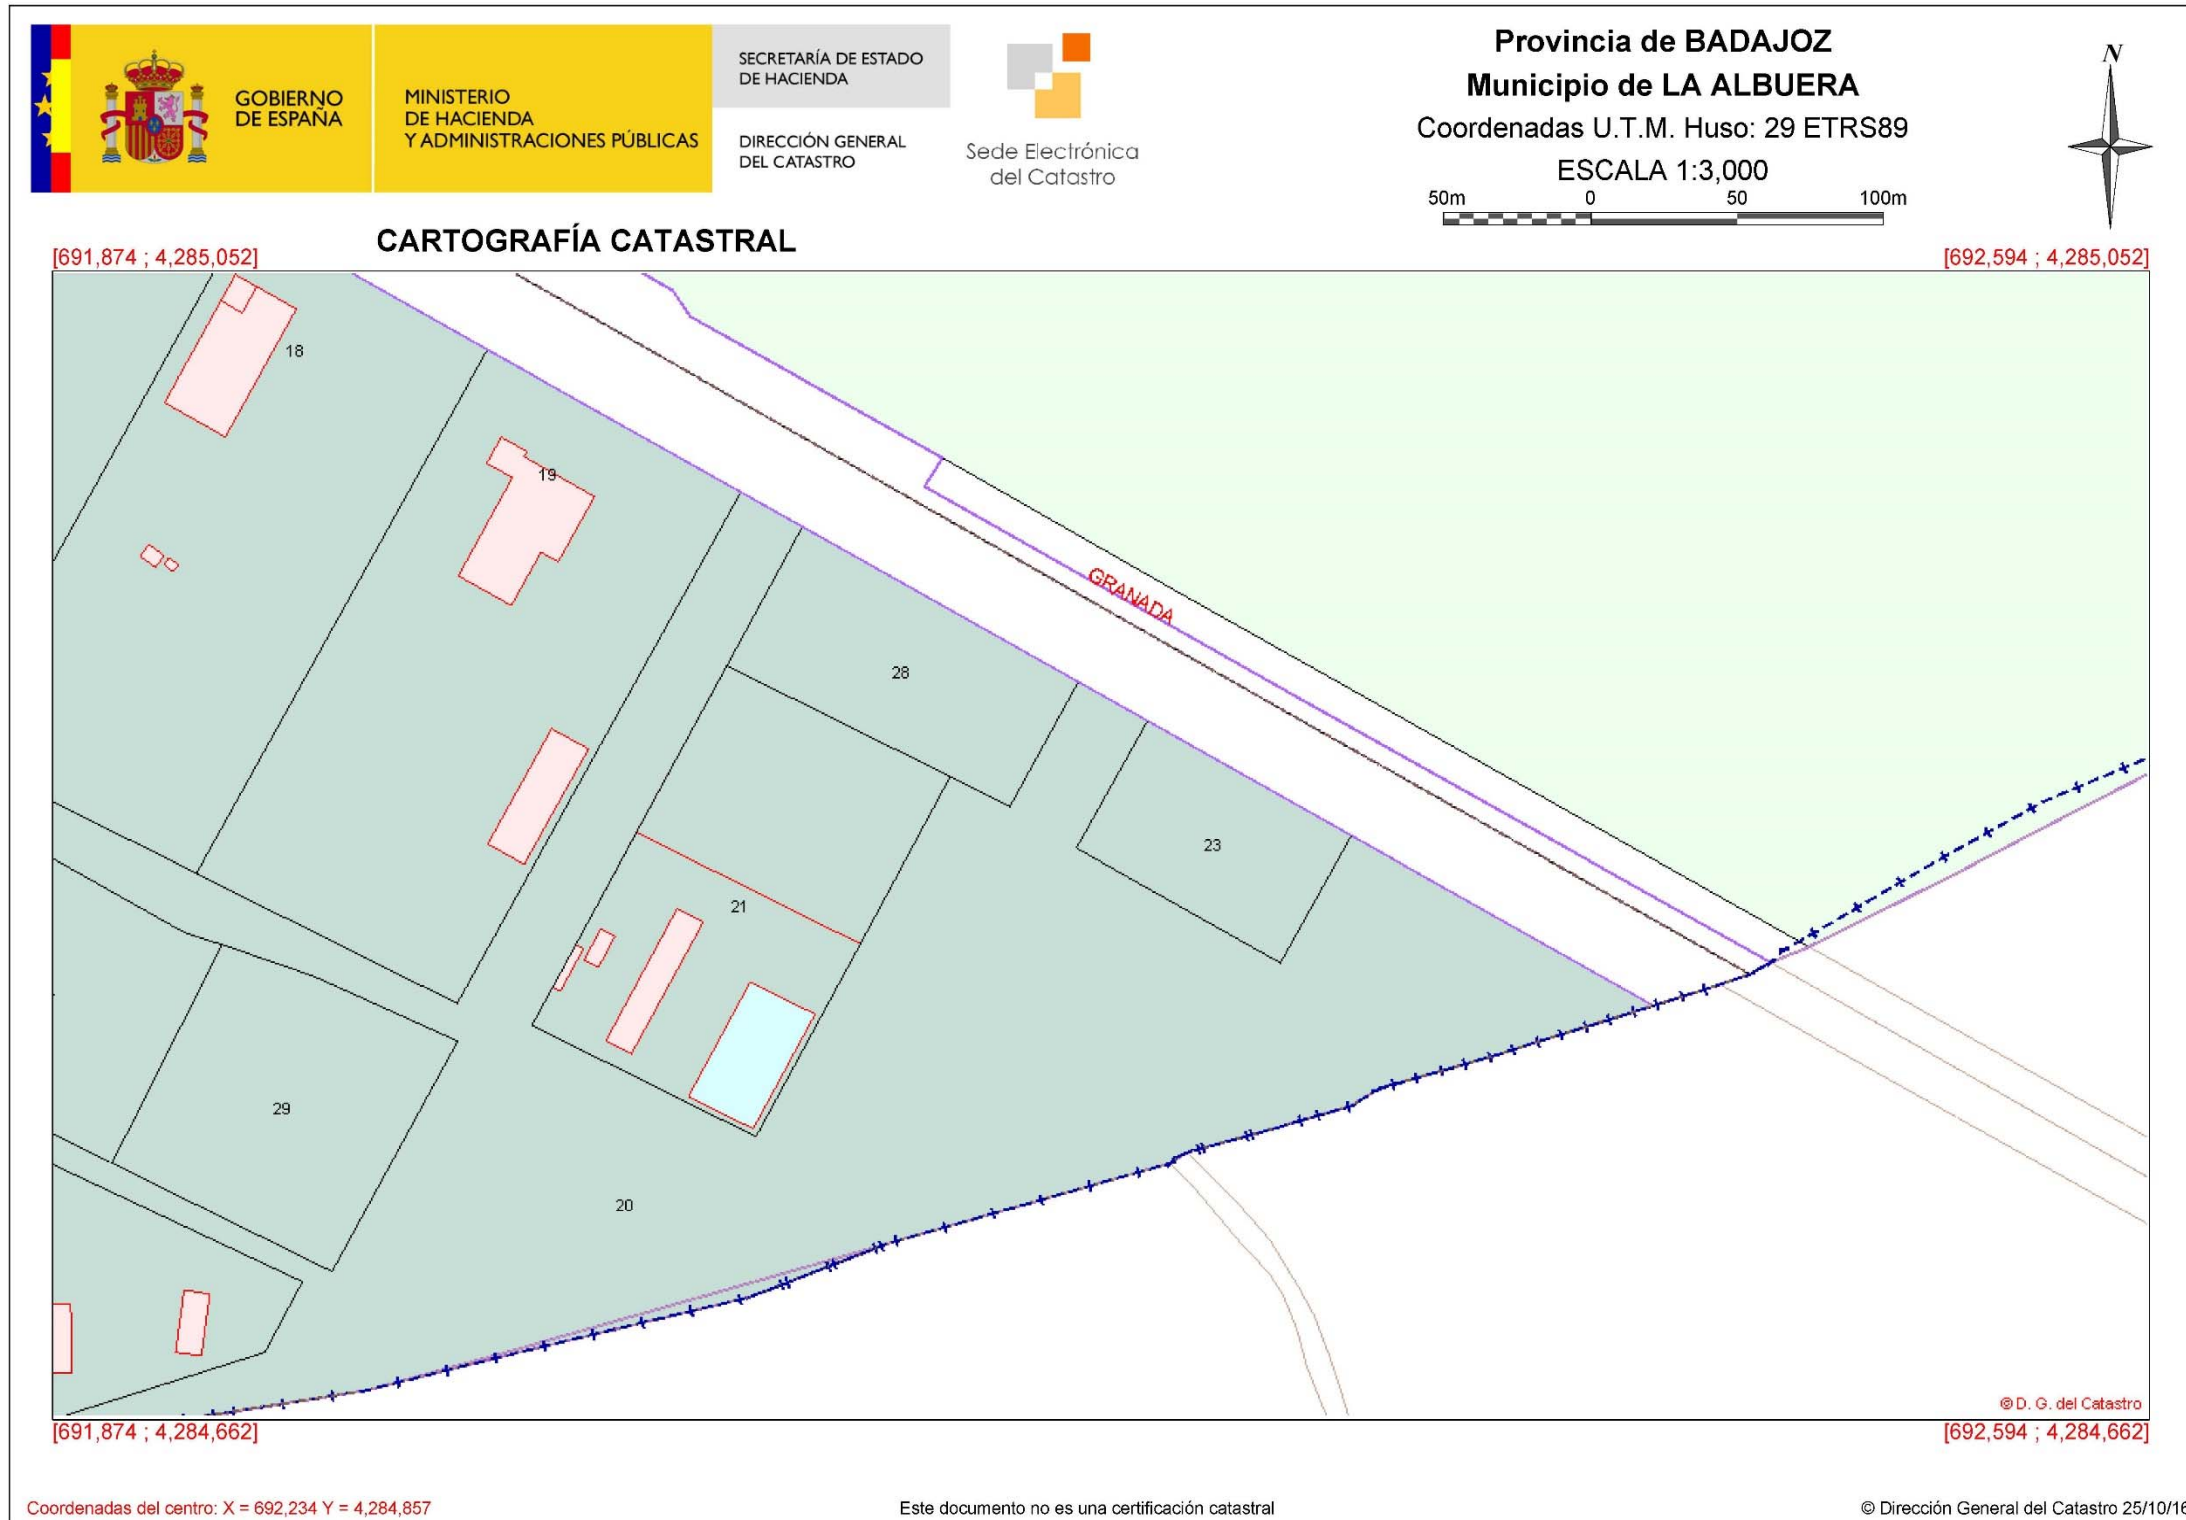 GOBIERNO
DE ESPAÑA
MINISTERIO
DE HACIENDA
Y ADMINISTRACIONES PÚBLICAS
SECRETARÍA DE ESTADO
DE HACIENDA
DIRECCIÓN GENERAL
DEL CATASTRO
Sede Electrónica
del Catastro
Provincia de BADAJOZ
Municipio de LA ALBUERA
Coordenadas U.T.M. Huso: 29 ETRS89
ESCALA 1:3,000
50m 0 50 100m
N
CARTOGRAFÍA CATASTRAL
[691,874 ; 4,285,052]
[692,594 ; 4,285,052]
18
19
GRANADA
28
23
21
29
20
© D. G. del Catastro
[691,874 ; 4,284,662]
[692,594 ; 4,284,662]
Coordenadas del centro: X = 692,234 Y = 4,284,857
Este documento no es una certificación catastral
© Dirección General del Catastro 25/10/16